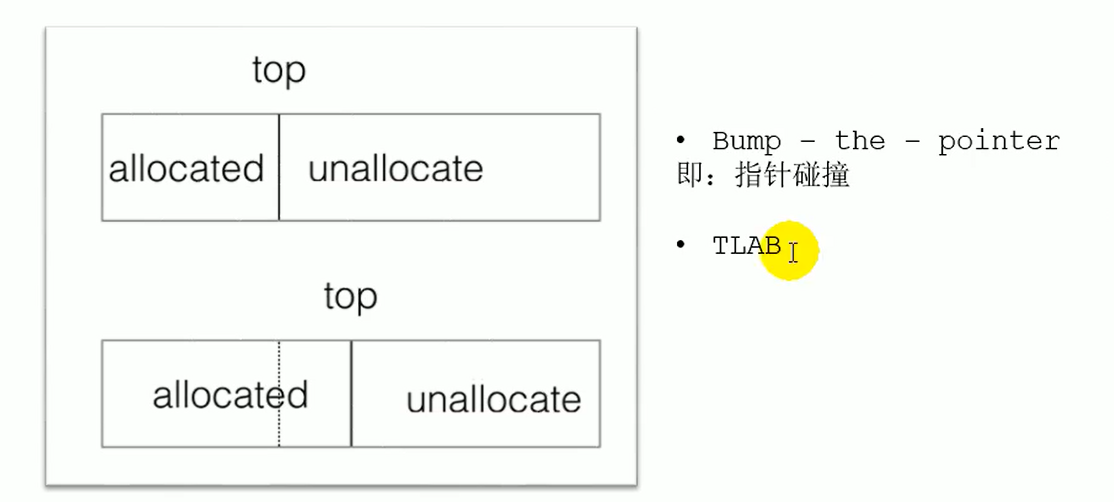 top
allocated unallocate
top
allocated unallocate
• Bump – the – pointer
即：指针碰撞
• TLAB